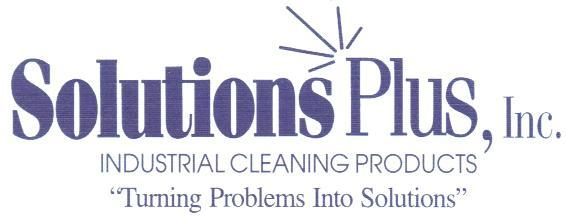 Solutions Plus, Inc.
INDUSTRIAL CLEANING PRODUCTS
“Turning Problems Into Solutions”